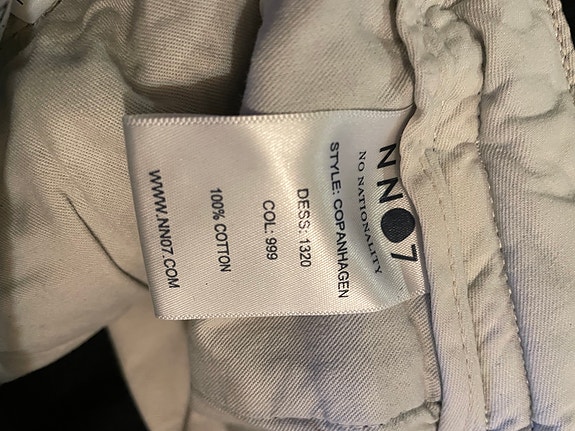 NN07
NO NATIONALITY
STYLE: COPANHAGEN
DESS: 1320
COL: 999
100% COTTON
WWW.NN07.COM